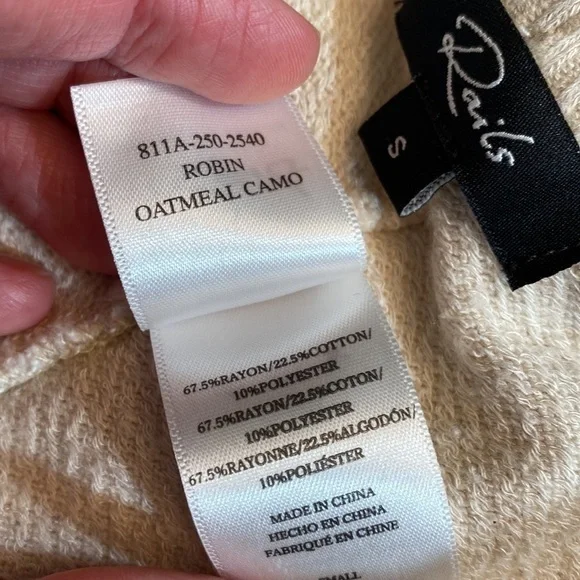 Rails
S
811A-250-2540
ROBIN
OATMEAL CAMO
67.5%RAYON/22.5%COTTON/
10%POLYESTER
67.5%RAYON/22.5%COTON/
10%POLYESTER
67.5%RAYONNE/22.5%ALGODÓN/
10%POLIÉSTER
MADE IN CHINA
HECHO EN CHINA
FABRIQUÉ EN CHINE
SMALL